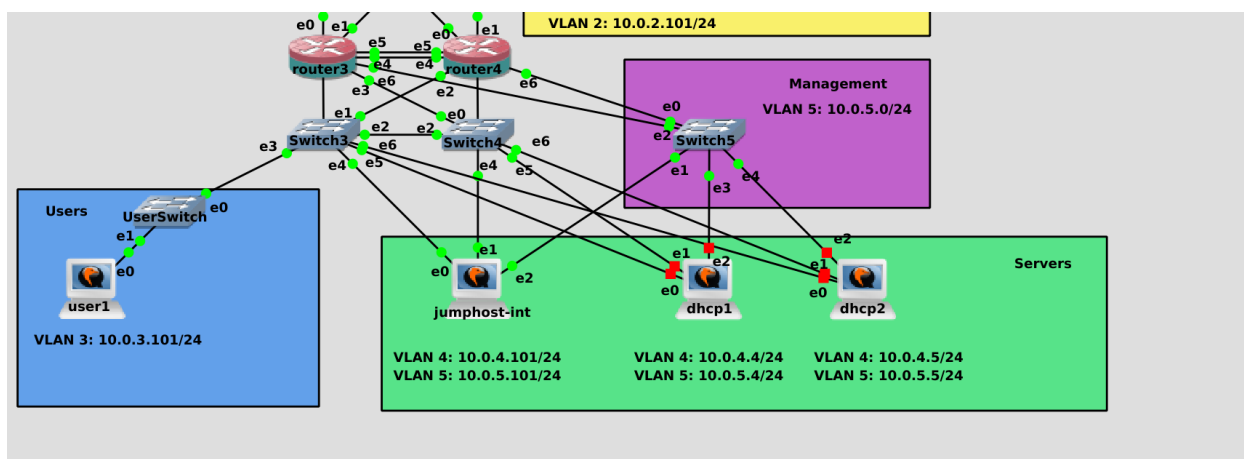 VLAN 2: 10.0.2.101/24
e0
e1
e0
e1
e5
e5
e4
e4
router3
router4
e6
e6
e3
e2
Management
VLAN 5: 10.0.5.0/24
e1
e0
e0
e2
e2
e2
Switch3
Switch4
Switch5
e6
e6
e3
e5
e4
e4
e5
e1
e4
e3
Users
e0
UserSwitch
e1
e0
user1
VLAN 3: 10.0.3.101/24
e1
e0
e2
jumphost-int
e1
e2
e0
dhcp1
e2
e1
e0
dhcp2
Servers
VLAN 4: 10.0.4.101/24
VLAN 5: 10.0.5.101/24
VLAN 4: 10.0.4.4/24
VLAN 5: 10.0.5.4/24
VLAN 4: 10.0.4.5/24
VLAN 5: 10.0.5.5/24